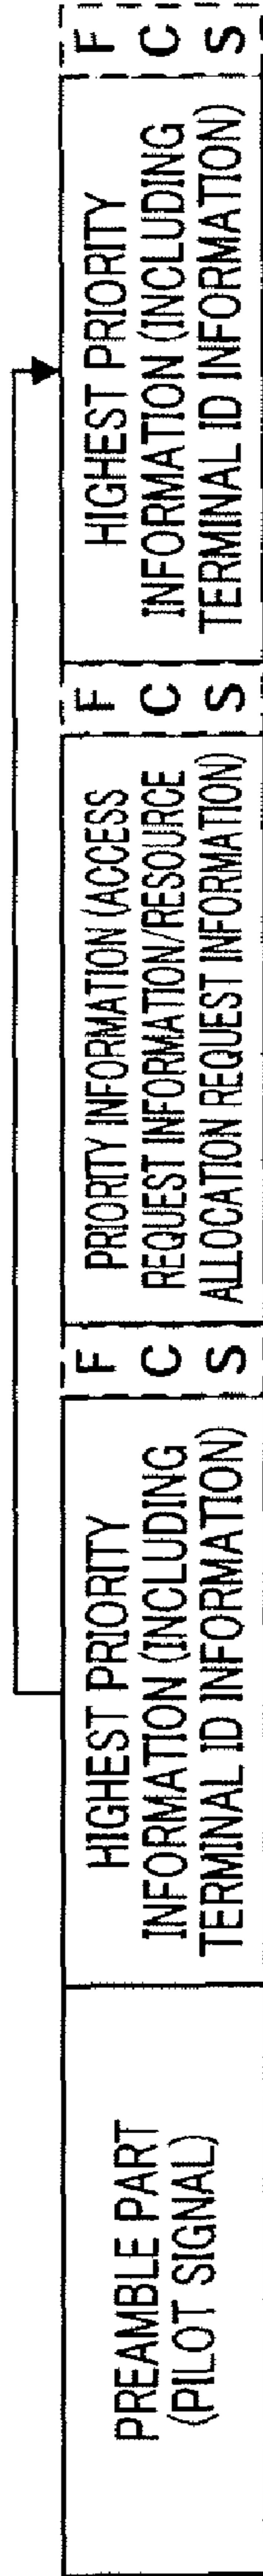 PREAMBLE PART
(PILOT SIGNAL)
HIGHEST PRIORITY
INFORMATION (INCLUDING
TERMINAL ID INFORMATION)
F
C
S
PRIORITY INFORMATION (ACCESS
REQUEST INFORMATION/RESOURCE
ALLOCATION REQUEST INFORMATION)
F
C
S
HIGHEST PRIORITY
INFORMATION (INCLUDING
TERMINAL ID INFORMATION)
F
C
S